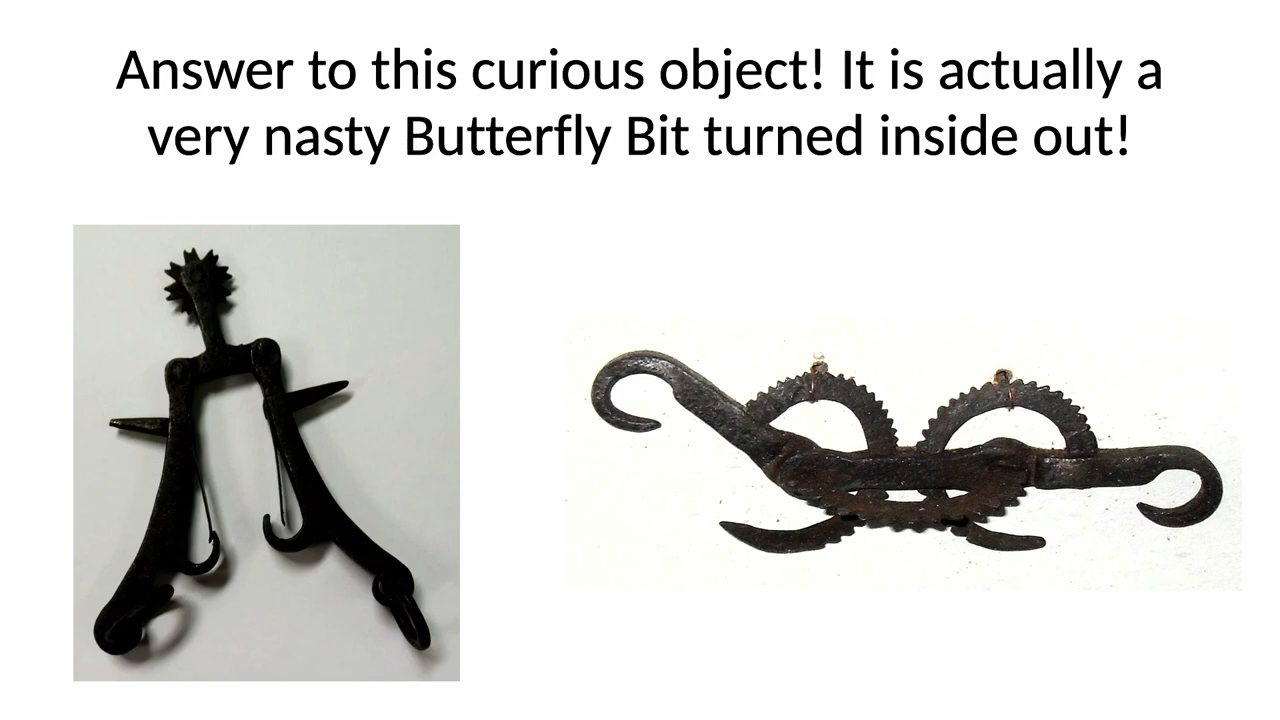 Answer to this curious object! It is actually a
very nasty Butterfly Bit turned inside out!